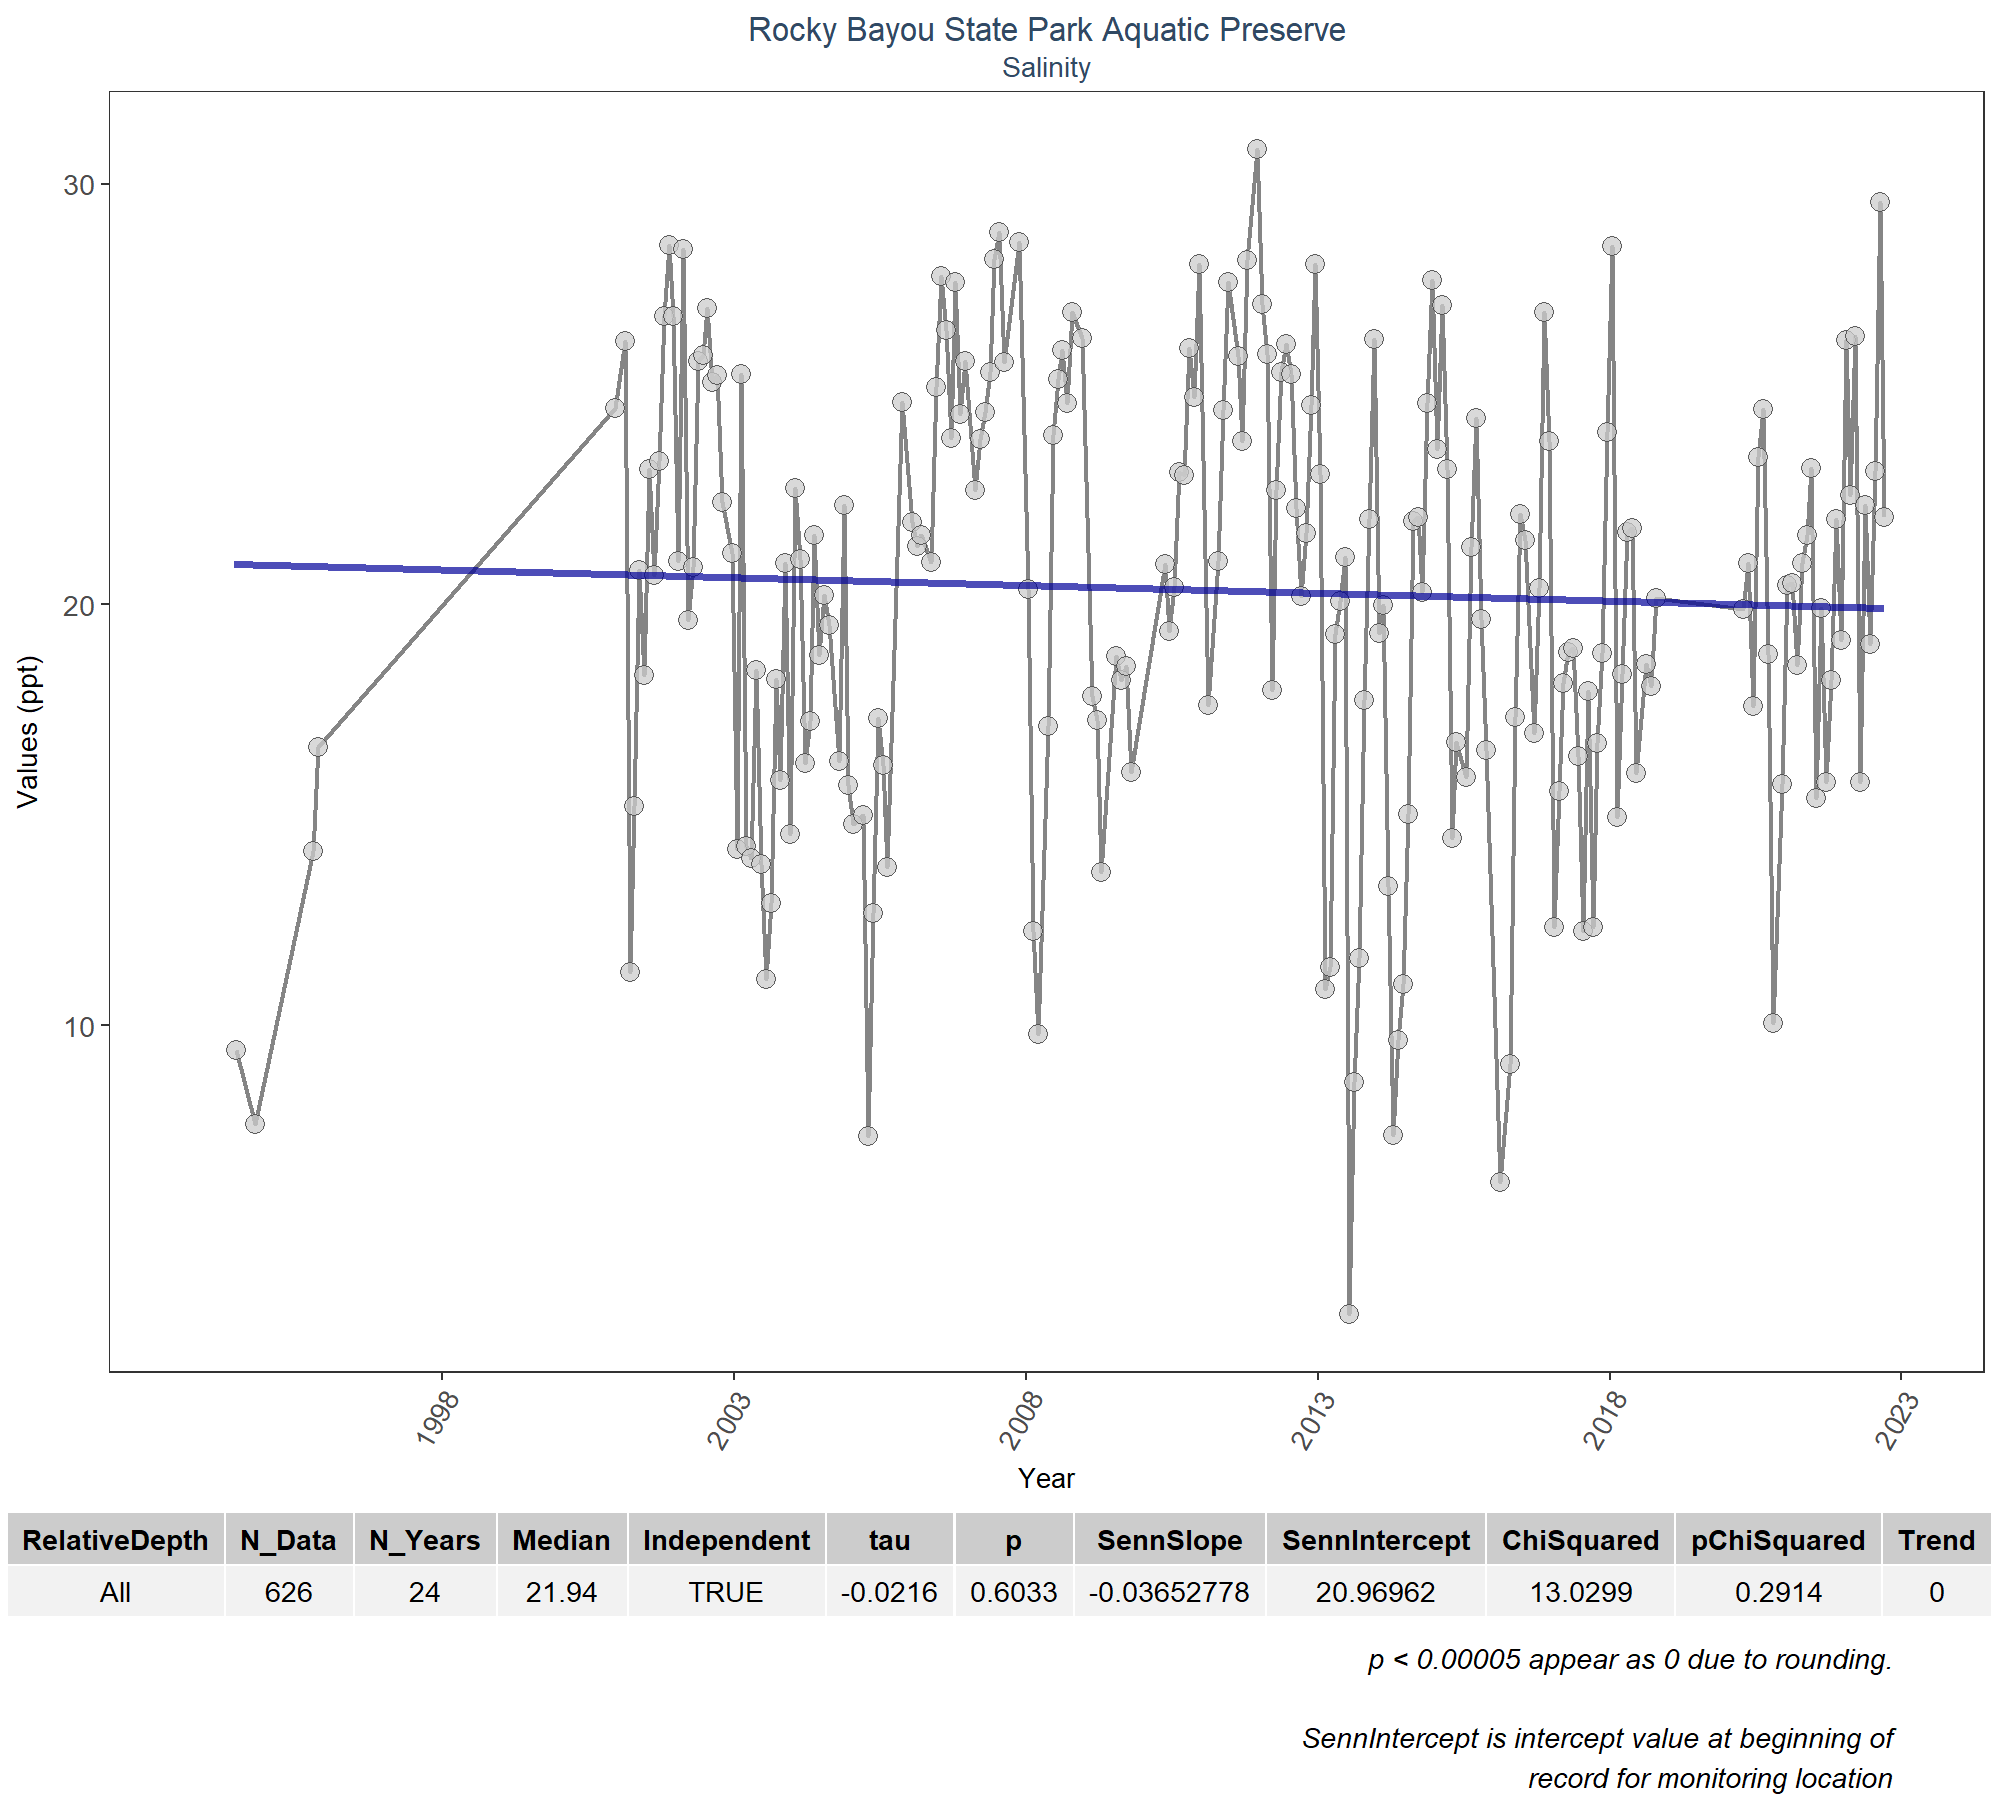 Rocky Bayou State Park Aquatic Preserve
Salinity
30
20
10
Values (ppt)
1998 2003 2008 2013 2018 2023
Year
RelativeDepth N_Data N_Years Median Independent tau p SennSlope SennIntercept ChiSquared pChiSquared Trend
All 626 24 21.94 TRUE -0.0216 0.6033 -0.03652778 20.96962 13.0299 0.2914 0
p < 0.00005 appear as 0 due to rounding.
SennIntercept is intercept value at beginning of
record for monitoring location